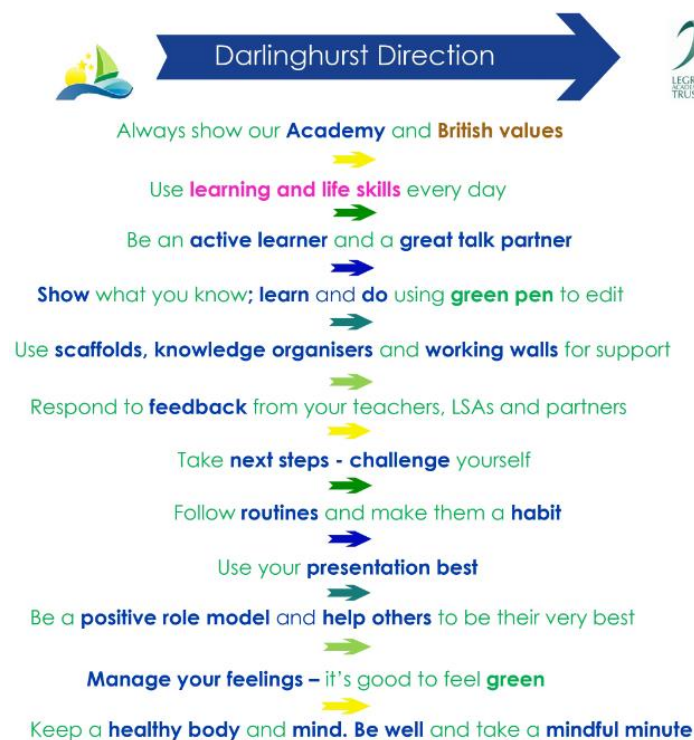 Darlinghurst Direction
LEGR
ACADE
TRUS
Always show our Academy and British values
Use learning and life skills every day
Be an active learner and a great talk partner
Show what you know; learn and do using green pen to edit
Use scaffolds, knowledge organisers and working walls for support
Respond to feedback from your teachers, LSAs and partners
Take next steps - challenge yourself
Follow routines and make them a habit
Use your presentation best
Be a positive role model and help others to be their very best
Manage your feelings – it's good to feel green
Keep a healthy body and mind. Be well and take a mindful minute